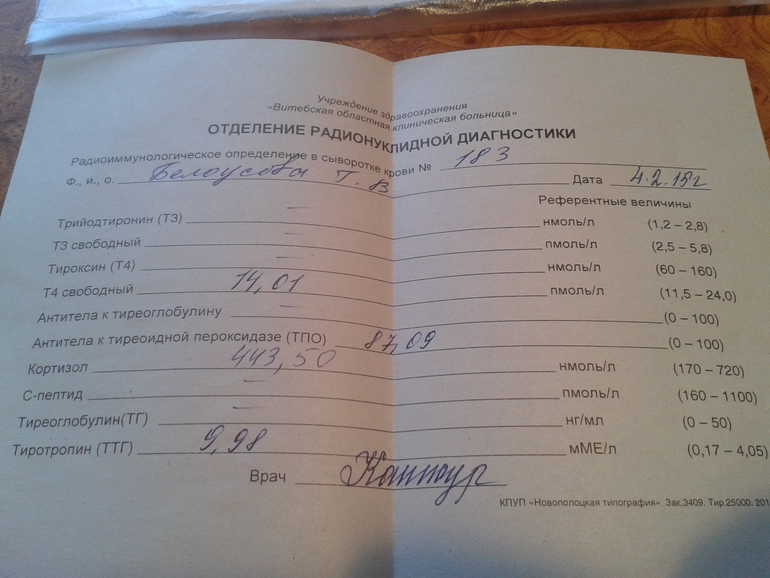 Учреждение здравоохранения
«Витебская областная клиническая больница»
ОТДЕЛЕНИЕ РАДИОНУКЛИДНОЙ ДИАГНОСТИКИ
Радиоиммунологическое определение в сыворотке крови № 183
Ф., и., о. Белоусова Т. В Дата 4.2.15г
Референтные величины
Трийодтиронин (Т3) — нмоль/л (1,2 – 2,8)
Т3 свободный — пмоль/л (2,5 – 5,8)
Тироксин (Т4) — нмоль/л (60 – 160)
Т4 свободный 14,01 пмоль/л (11,5 – 24,0)
Антитела к тиреоглобулину — (0 – 100)
Антитела к тиреоидной пероксидазе (ТПО) 87,09 (0 – 100)
Кортизол 443,50 нмоль/л (170 – 720)
С-пептид — пмоль/л (160 – 1100)
Тиреоглобулин(ТГ) — нг/мл (0 – 50)
Тиротропин (ТТГ) 9,98 мМЕ/л (0,17 – 4,05)
Врач
КПУП «Новополоцкая типография». Зак.3409. Тир.25000. 201